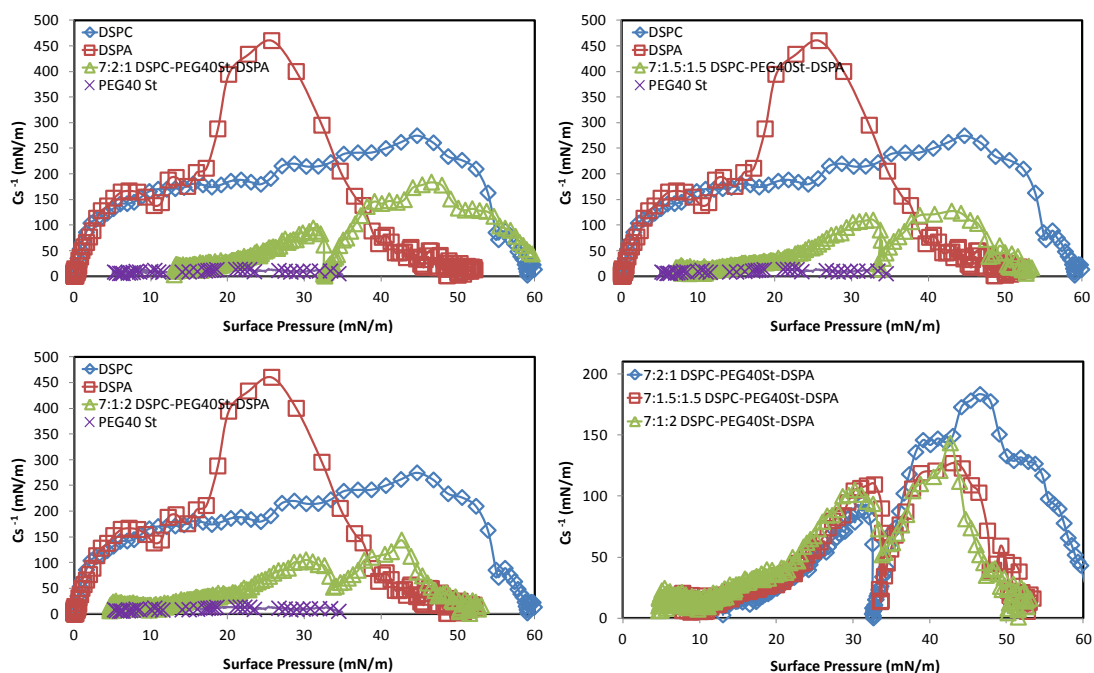 500
450
400
350
300
250
200
150
100
50
0
Cs⁻¹ (mN/m)
DSPC
DSPA
7:2:1 DSPC-PEG40St-DSPA
PEG40 St
0 10 20 30 40 50 60
Surface Pressure (mN/m)
500
450
400
350
300
250
200
150
100
50
0
Cs⁻¹ (mN/m)
DSPC
DSPA
7:1.5:1.5 DSPC-PEG40St-DSPA
PEG40 St
0 10 20 30 40 50 60
Surface Pressure (mN/m)
500
450
400
350
300
250
200
150
100
50
0
Cs⁻¹ (mN/m)
DSPC
DSPA
7:1:2 DSPC-PEG40St-DSPA
PEG40 St
0 10 20 30 40 50 60
Surface Pressure (mN/m)
200
150
100
50
0
Cs⁻¹ (mN/m)
7:2:1 DSPC-PEG40St-DSPA
7:1.5:1.5 DSPC-PEG40St-DSPA
7:1:2 DSPC-PEG40St-DSPA
0 10 20 30 40 50 60
Surface Pressure (mN/m)